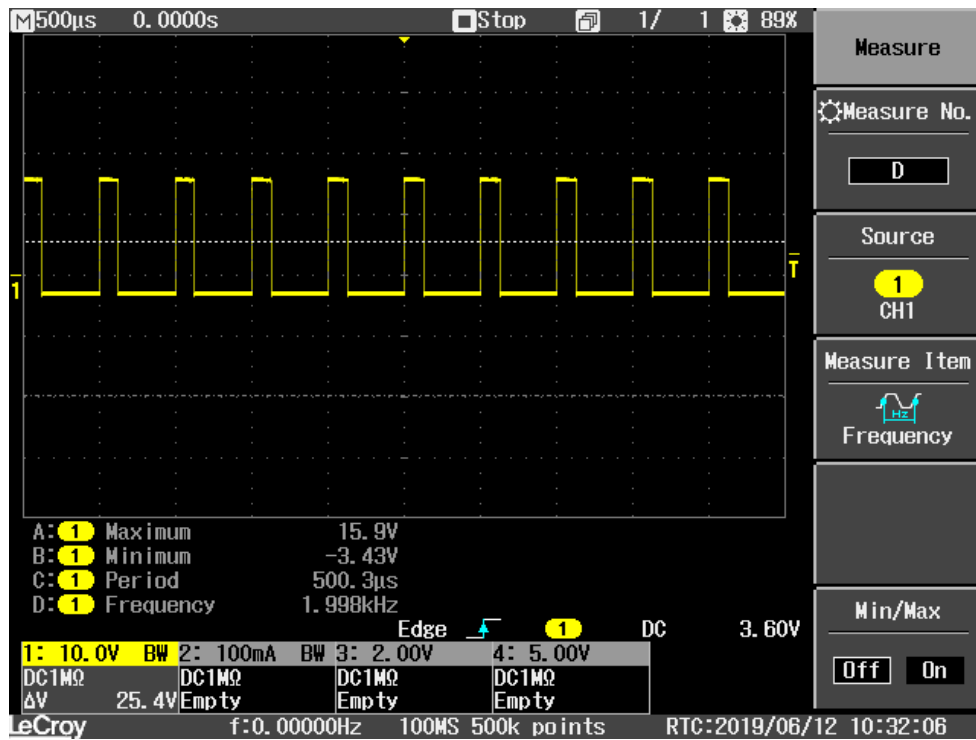 M 500µs 0.0000s Stop 1/ 1 89%
Measure
Measure No.
D
Source
1
CH1
Measure Item
Hz
Frequency
T
1
A: 1 Maximum 15.9V
B: 1 Minimum -3.43V
C: 1 Period 500.3µs
D: 1 Frequency 1.998kHz
Edge 1 DC 3.60V
Min/Max
Off On
1: 10.0V BW 2: 100mA BW 3: 2.00V 4: 5.00V
DC1MΩ DC1MΩ DC1MΩ DC1MΩ
ΔV 25.4V Empty Empty Empty
LeCroy f:0.00000Hz 100MS 500k points RTC:2019/06/12 10:32:06